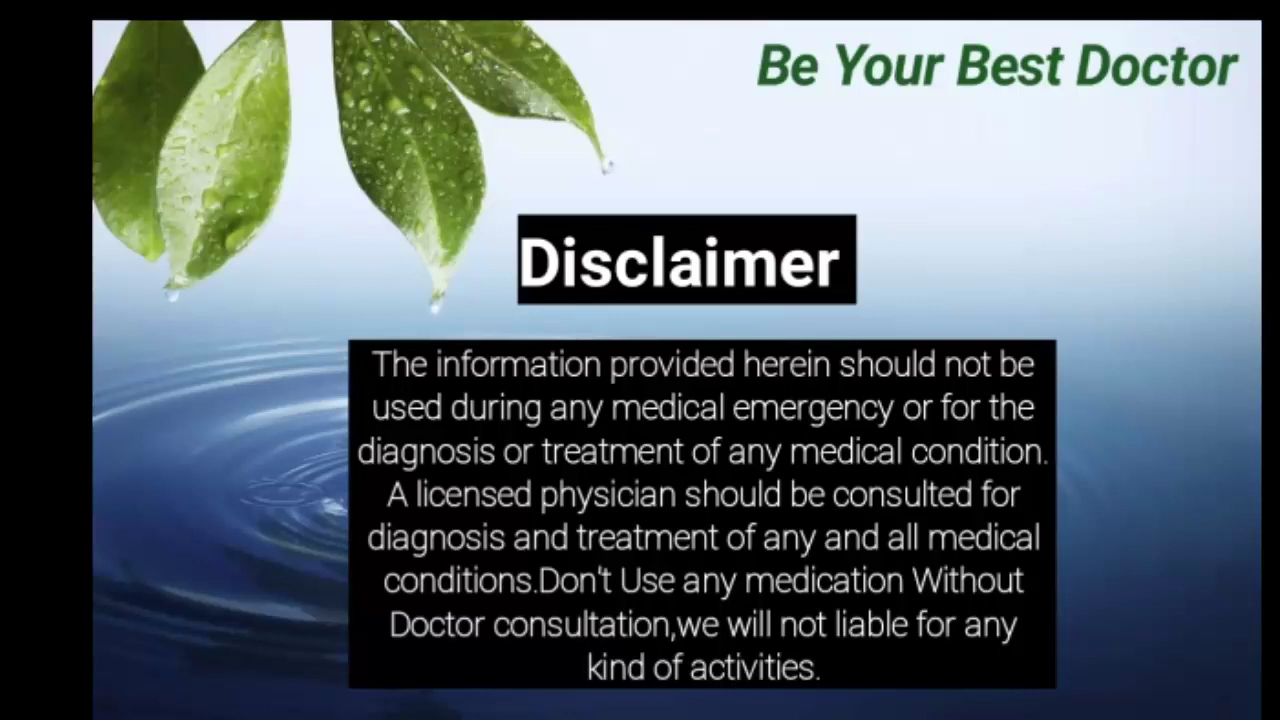 Be Your Best Doctor
Disclaimer
The information provided herein should not be
used during any medical emergency or for the
diagnosis or treatment of any medical condition.
A licensed physician should be consulted for
diagnosis and treatment of any and all medical
conditions.Don't Use any medication Without
Doctor consultation,we will not liable for any
kind of activities.